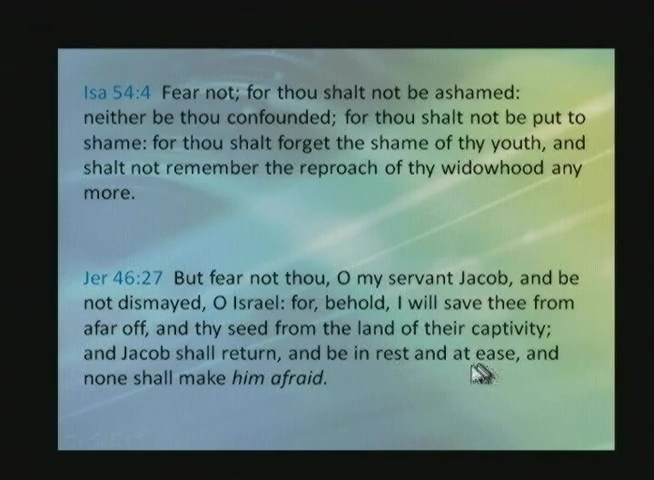 Isa 54:4 Fear not; for thou shalt not be ashamed:
neither be thou confounded; for thou shalt not be put to
shame: for thou shalt forget the shame of thy youth, and
shalt not remember the reproach of thy widowhood any
more.
Jer 46:27 But fear not thou, O my servant Jacob, and be
not dismayed, O Israel: for, behold, I will save thee from
afar off, and thy seed from the land of their captivity;
and Jacob shall return, and be in rest and at ease, and
none shall make him afraid.